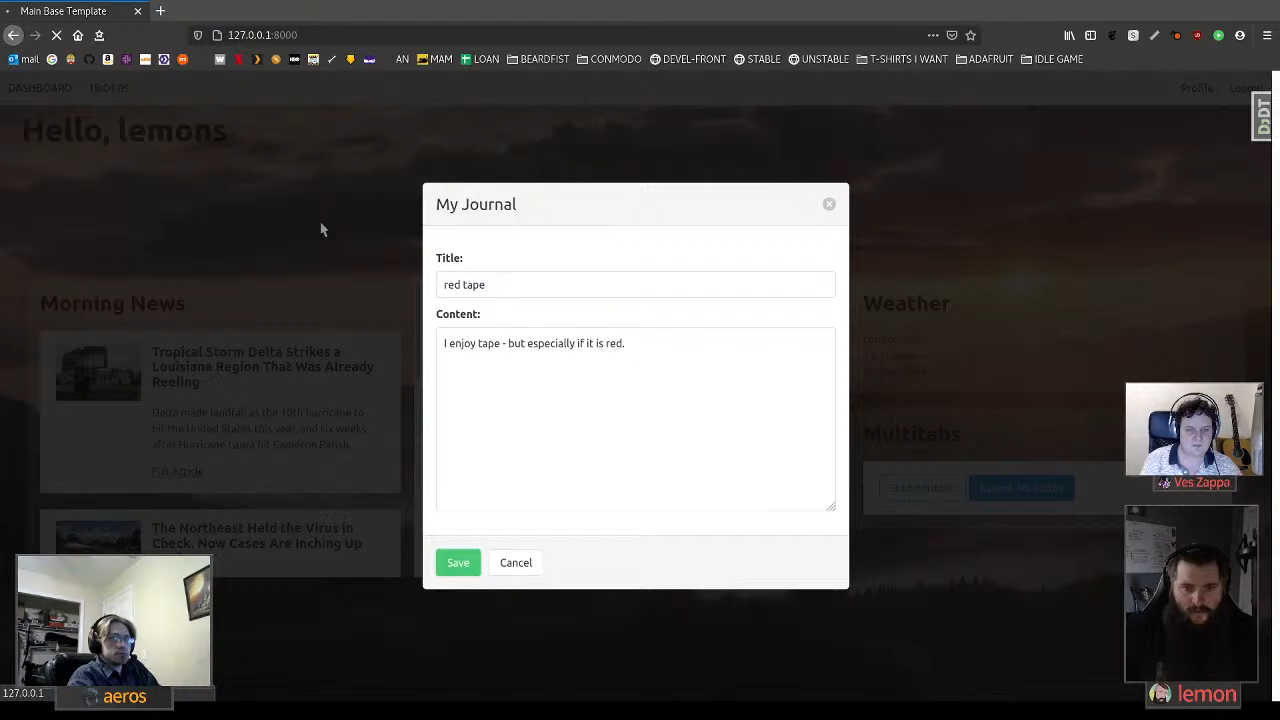 Main Base Template
127.0.0.1:8000
mail
AN
MAM
LOAN
BEARDFIST
CONMODO
DEVEL-FRONT
STABLE
UNSTABLE
T-SHIRTS I WANT
ADAFRUIT
IDLE GAME
DASHBOARD
Profile
DjDT
Hello, lemons
My Journal
Title:
red tape
Content:
I enjoy tape - but especially if it is red.
Save
Cancel
Morning News
Tropical Storm Delta Strikes a
Louisiana Region That Was Already
Reeling
Delta made landfall as the 10th hurricane to
hit the United States this year, and six weeks
after Hurricane Laura hit Cameron Parish.
Full Article
The Northeast Held the Virus in
Check. Now Cases Are Inching Up
Weather
Multitabs
Launch Multitabs
Ves Zappa
127.0.0.1
aeros
lemon